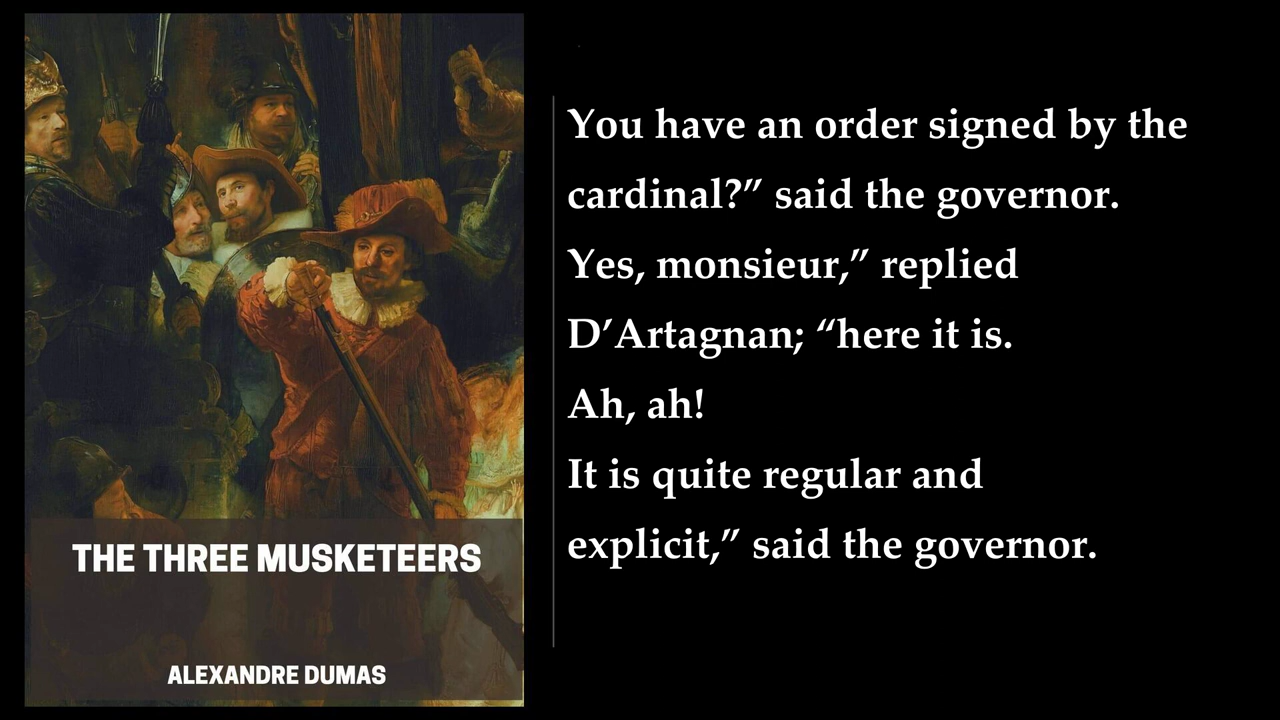 THE THREE MUSKETEERS
ALEXANDRE DUMAS
You have an order signed by the
cardinal?” said the governor.
Yes, monsieur,” replied
D’Artagnan; “here it is.
Ah, ah!
It is quite regular and
explicit,” said the governor.